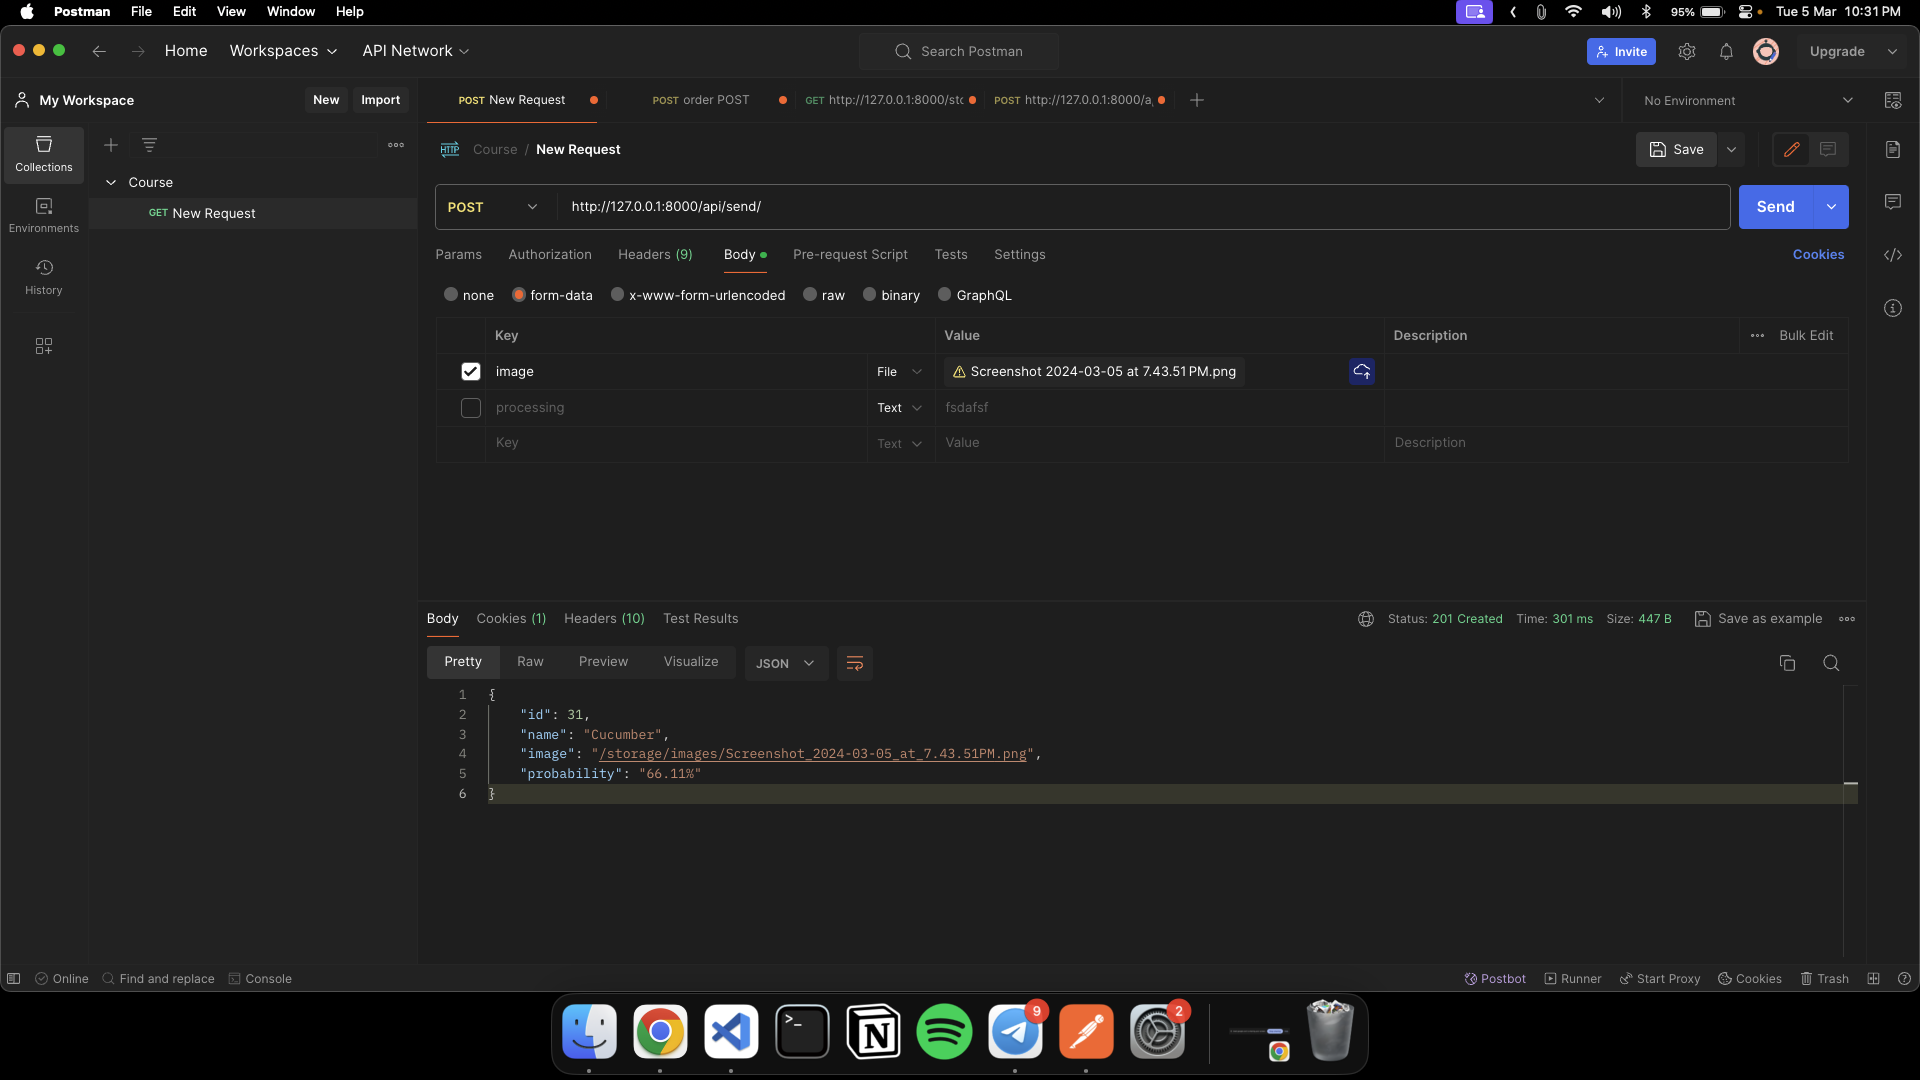 Postman File Edit View Window Help 95% Tue 5 Mar 10:31 PM
Home Workspaces API Network Search Postman Invite Upgrade
My Workspace New Import POST New Request POST order POST GET http://127.0.0.1:8000/sto POST http://127.0.0.1:8000/a No Environment
Collections
Environments
History
Course
GET New Request
HTTP Course / New Request Save
POST http://127.0.0.1:8000/api/send/ Send
Params Authorization Headers (9) Body Pre-request Script Tests Settings Cookies
none form-data x-www-form-urlencoded raw binary GraphQL
Key Value Description Bulk Edit
image File Screenshot 2024-03-05 at 7.43.51 PM.png
processing Text fsdafsf
Key Text Value Description
Body Cookies (1) Headers (10) Test Results Status: 201 Created Time: 301 ms Size: 447 B Save as example
Pretty Raw Preview Visualize JSON
1 {
2 "id": 31,
3 "name": "Cucumber",
4 "image": "/storage/images/Screenshot_2024-03-05_at_7.43.51PM.png",
5 "probability": "66.11%"
6 }
Online Find and replace Console Postbot Runner Start Proxy Cookies Trash
9 2